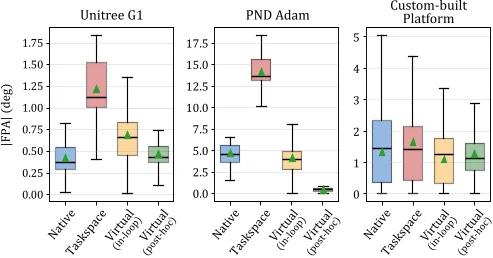 Unitree G1
PND Adam
Custom-built
Platform
|FPA| (deg)
1.75
1.50
1.25
1.00
0.75
0.50
0.25
0.00
17.5
15.0
12.5
10.0
7.5
5.0
2.5
0.0
5
4
3
2
1
0
Native
Taskspace
Virtual
(in-loop)
Virtual
(post-hoc)
Native
Taskspace
Virtual
(in-loop)
Virtual
(post-hoc)
Native
Taskspace
Virtual
(in-loop)
Virtual
(post-hoc)